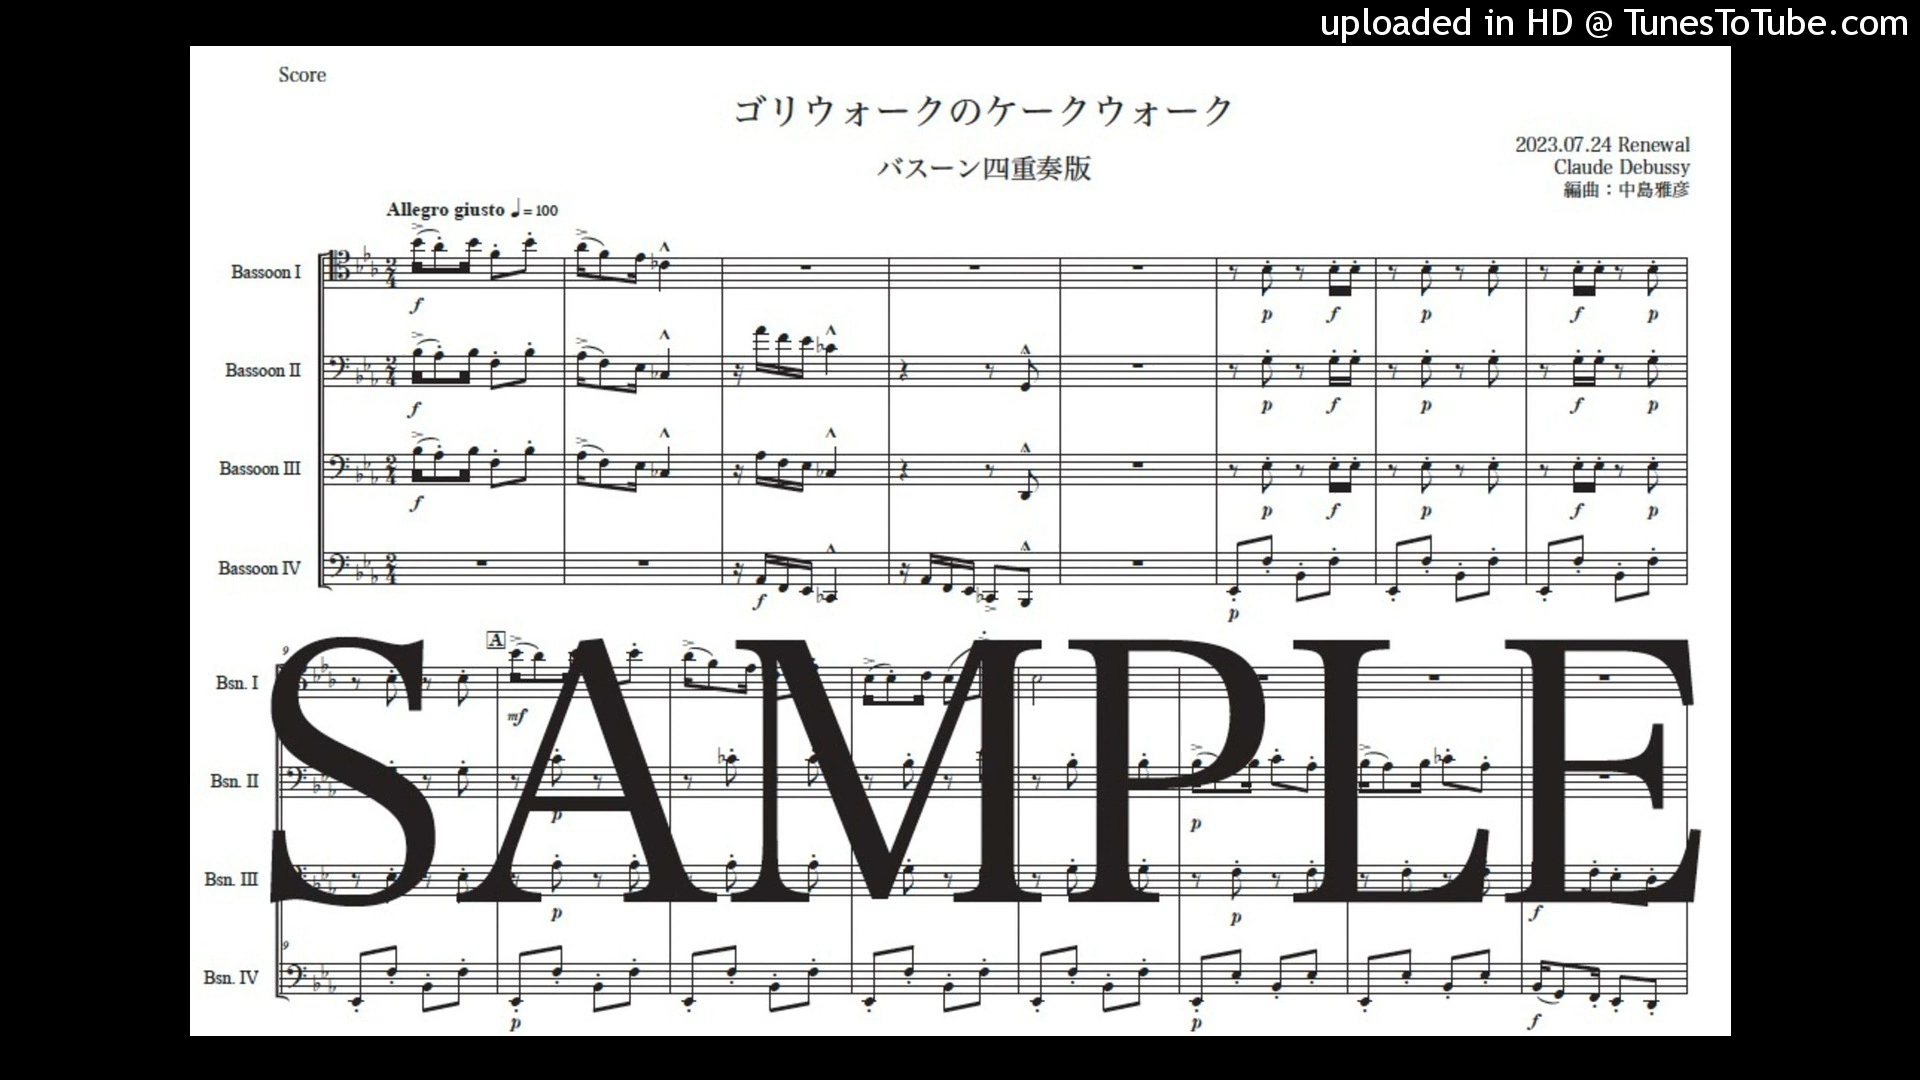 uploaded in HD @ TunesToTube.com
Score
ゴリウォークのケークウォーク
バスーン四重奏版
2023.07.24 Renewal
Claude Debussy
編曲：中島雅彦
Allegro giusto ♩= 100
Bassoon I
f
p f p f p
Bassoon II
f
p f p f p
Bassoon III
f
p f p f p
Bassoon IV
f
p
SAMPLE
9
A
Bsn. I
mf
Bsn. II
p
p
Bsn. III
p
p
f
9
Bsn. IV
p
p
f